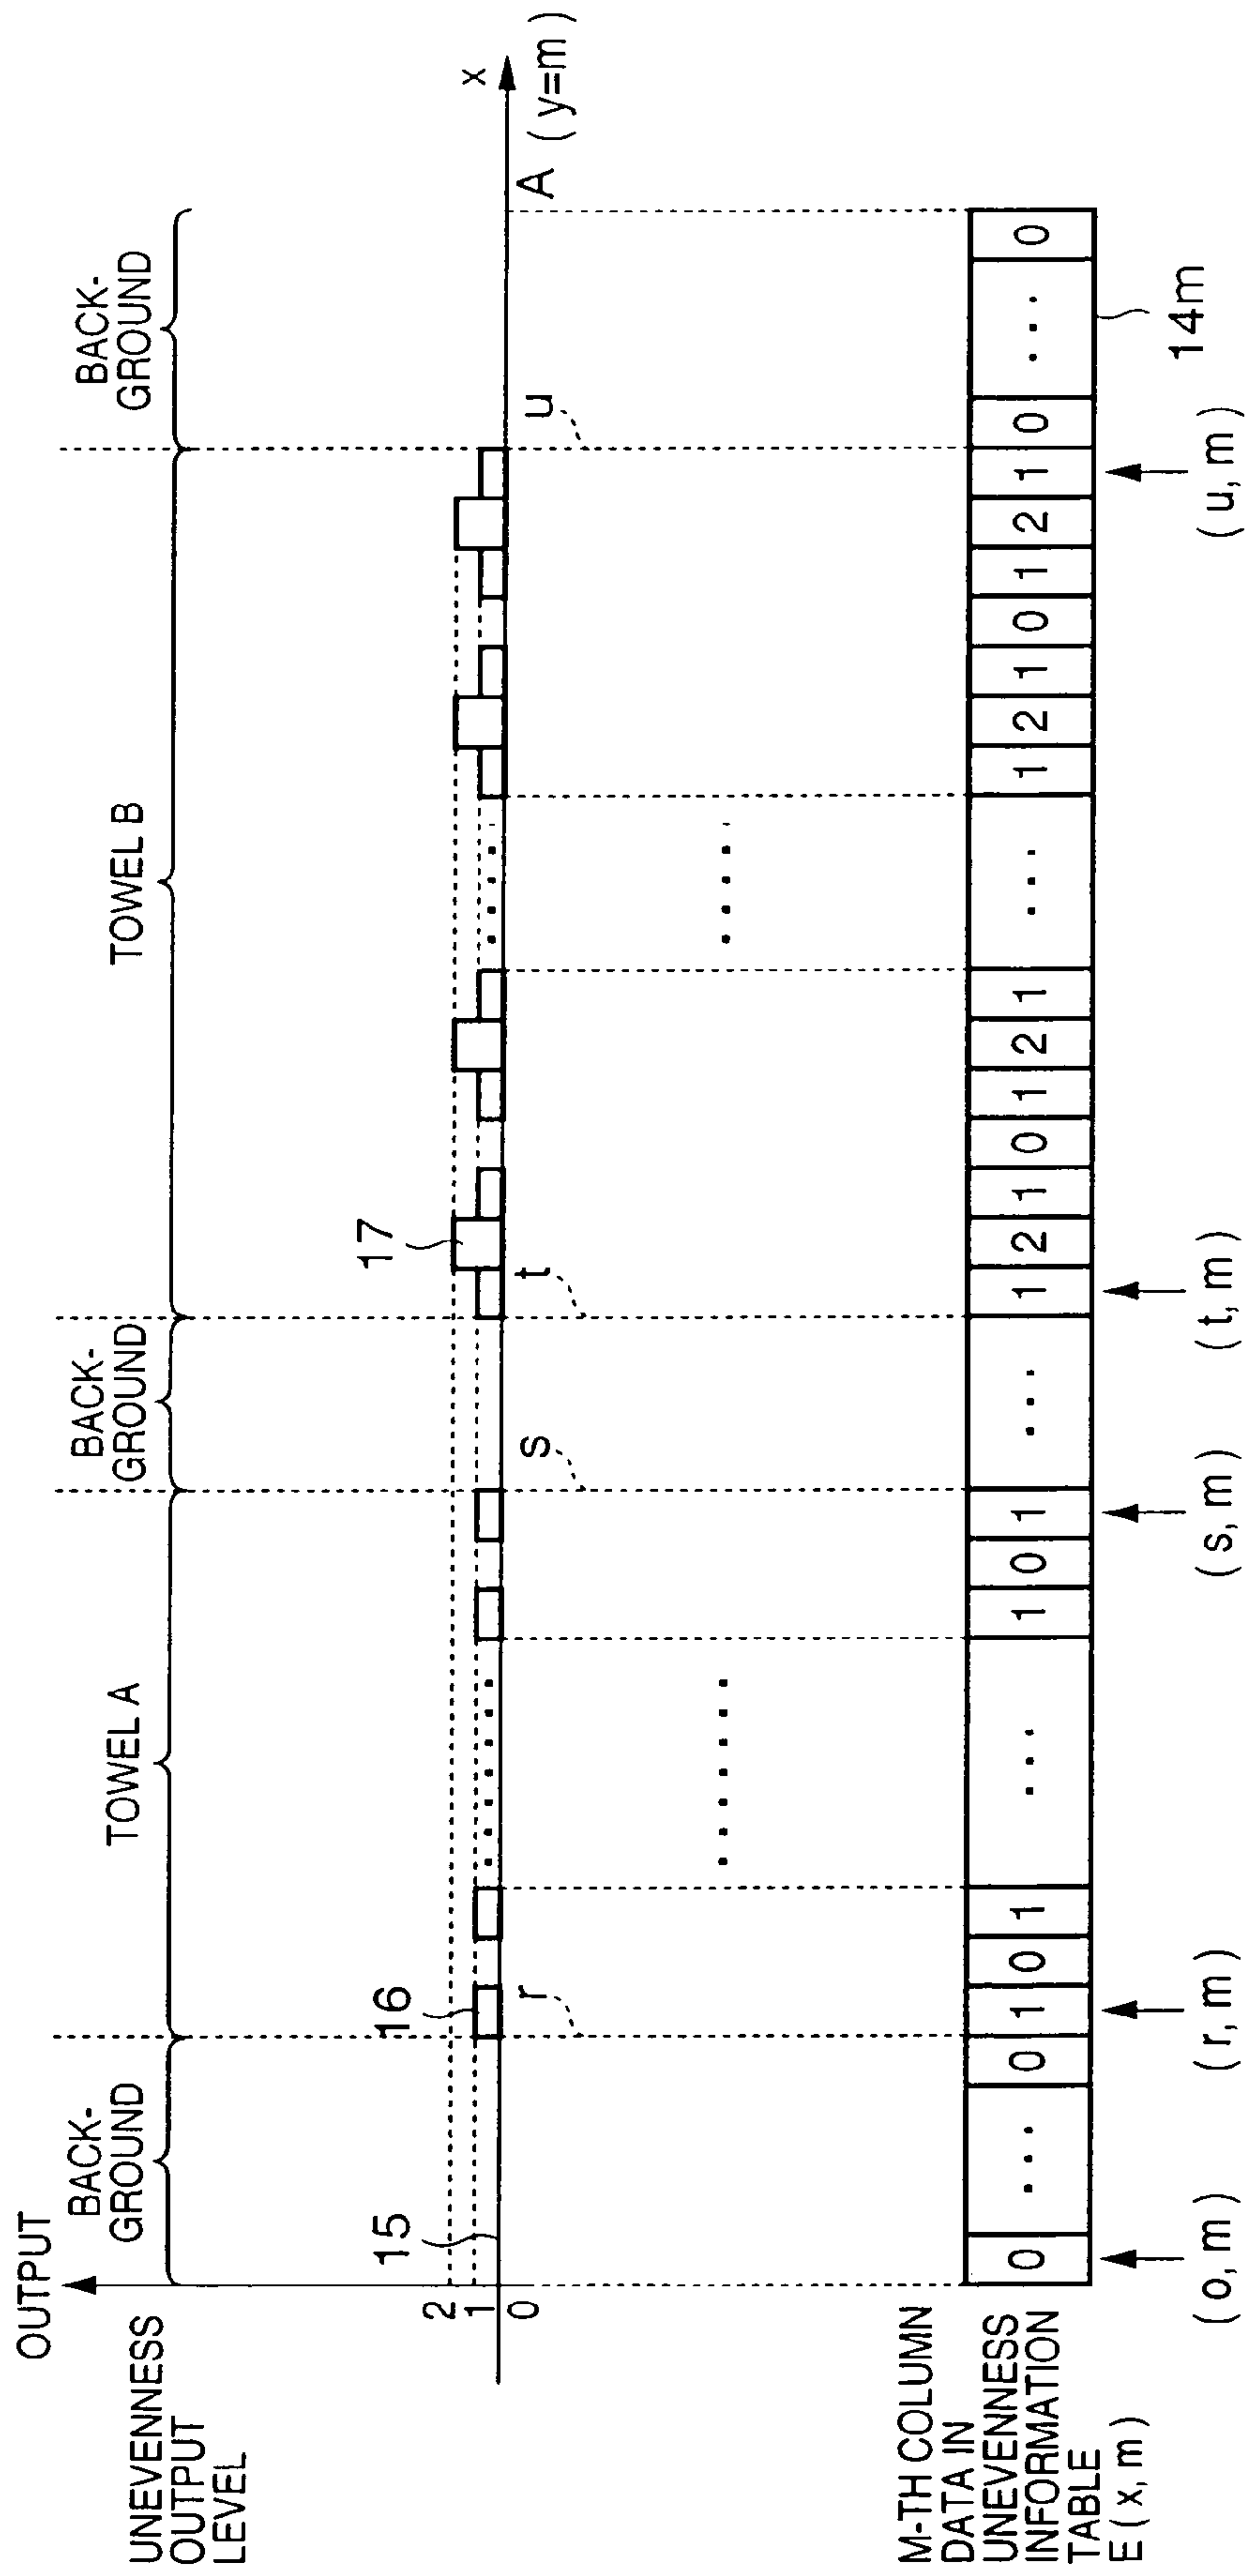 OUTPUT
UNEVENNESS
OUTPUT
LEVEL
BACK-
GROUND
TOWEL A
BACK-
GROUND
TOWEL B
BACK-
GROUND
2
1
0
15
16
r
s
t
17
u
x
A ( y=m )
M-TH COLUMN
DATA IN
UNEVENNESS
INFORMATION
TABLE
E ( x, m )
0 ... 0 1 0 1 ... 1 0 1 ... 1 2 1 0 1 2 1 ... 1 2 1 0 1 2 1 0 ... 0
14m
( o, m ) ( r, m ) ( s, m ) ( t, m ) ( u, m )